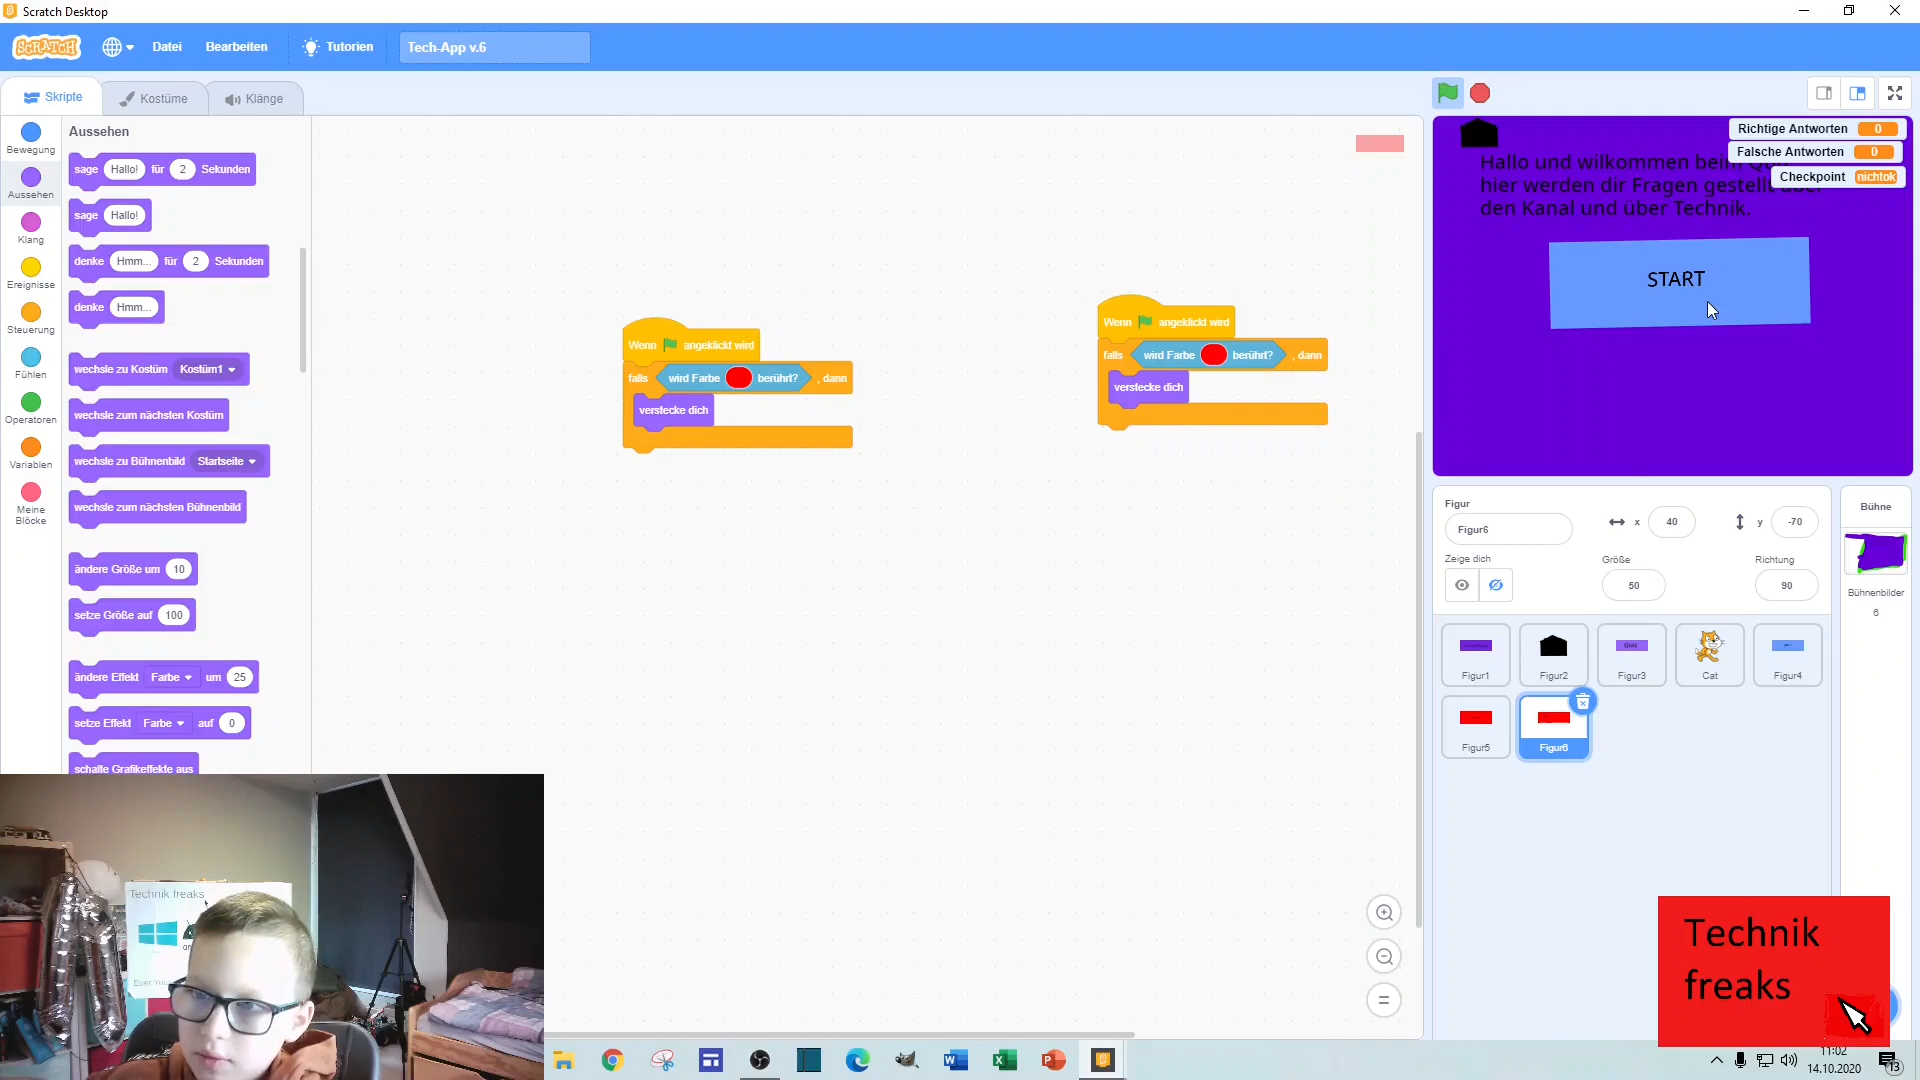 Scratch Desktop
SCRATCH Datei Bearbeiten Tutorien Tech-App v.6
Skripte Kostüme Klänge
Bewegung
Aussehen
Klang
Ereignisse
Steuerung
Fühlen
Operatoren
Variablen
Meine
Blöcke
Aussehen
sage Hallo! für 2 Sekunden
sage Hallo!
denke Hmm... für 2 Sekunden
denke Hmm...
wechsle zu Kostüm Kostüm1
wechsle zum nächsten Kostüm
wechsle zu Bühnenbild Startseite
wechsle zum nächsten Bühnenbild
ändere Größe um 10
setze Größe auf 100
ändere Effekt Farbe um 25
setze Effekt Farbe auf 0
schalte Grafikeffekte aus
Wenn angeklickt wird
falls wird Farbe berührt? , dann
verstecke dich
Wenn angeklickt wird
falls wird Farbe berührt? , dann
verstecke dich
Richtige Antworten 0
Falsche Antworten 0
Checkpoint nichtok
Hallo und wilkommen beim
hier werden dir Fragen gestellt
den Kanal und über Technik.
START
Figur
Figur6 x 40 y -70
Zeige dich Größe Richtung
50 90
Figur1 Figur2 Figur3 Cat Figur4
Figur5 Figur6
Bühne
Bühnenbilder
6
Technik freaks
Technik
freaks
11:02
14.10.2020
13